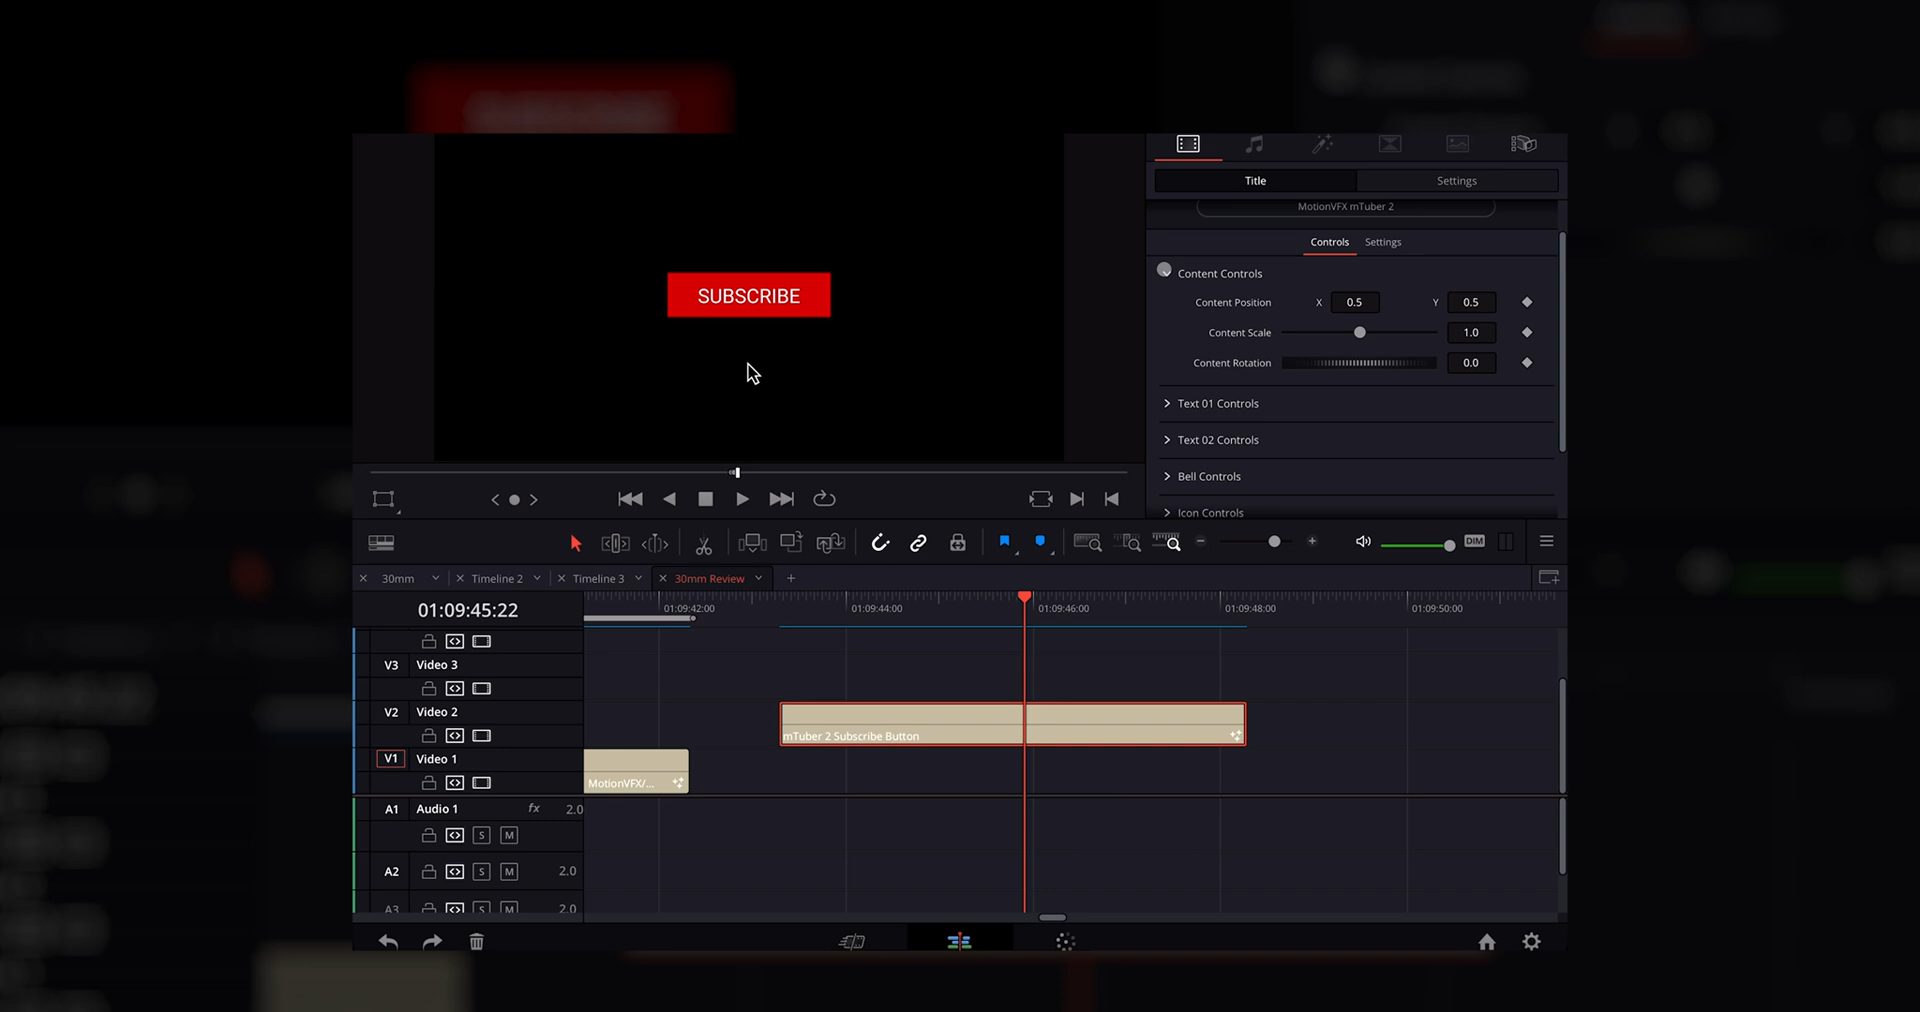 SUBSCRIBE
Title
Settings
MotionVFX mTuber 2
Controls
Settings
Content Controls
Content Position X 0.5 Y 0.5
Content Scale 1.0
Content Rotation 0.0
Text 01 Controls
Text 02 Controls
Bell Controls
Icon Controls
DIM
30mm
Timeline 2
Timeline 3
30mm Review
01:09:45:22
01:09:42:00
01:09:44:00
01:09:46:00
01:09:48:00
01:09:50:00
V3 Video 3
V2 Video 2
mTuber 2 Subscribe Button
V1 Video 1
MotionVFX/...
A1 Audio 1 fx 2.0
S M
A2 S M 2.0
A3 S M 2.0